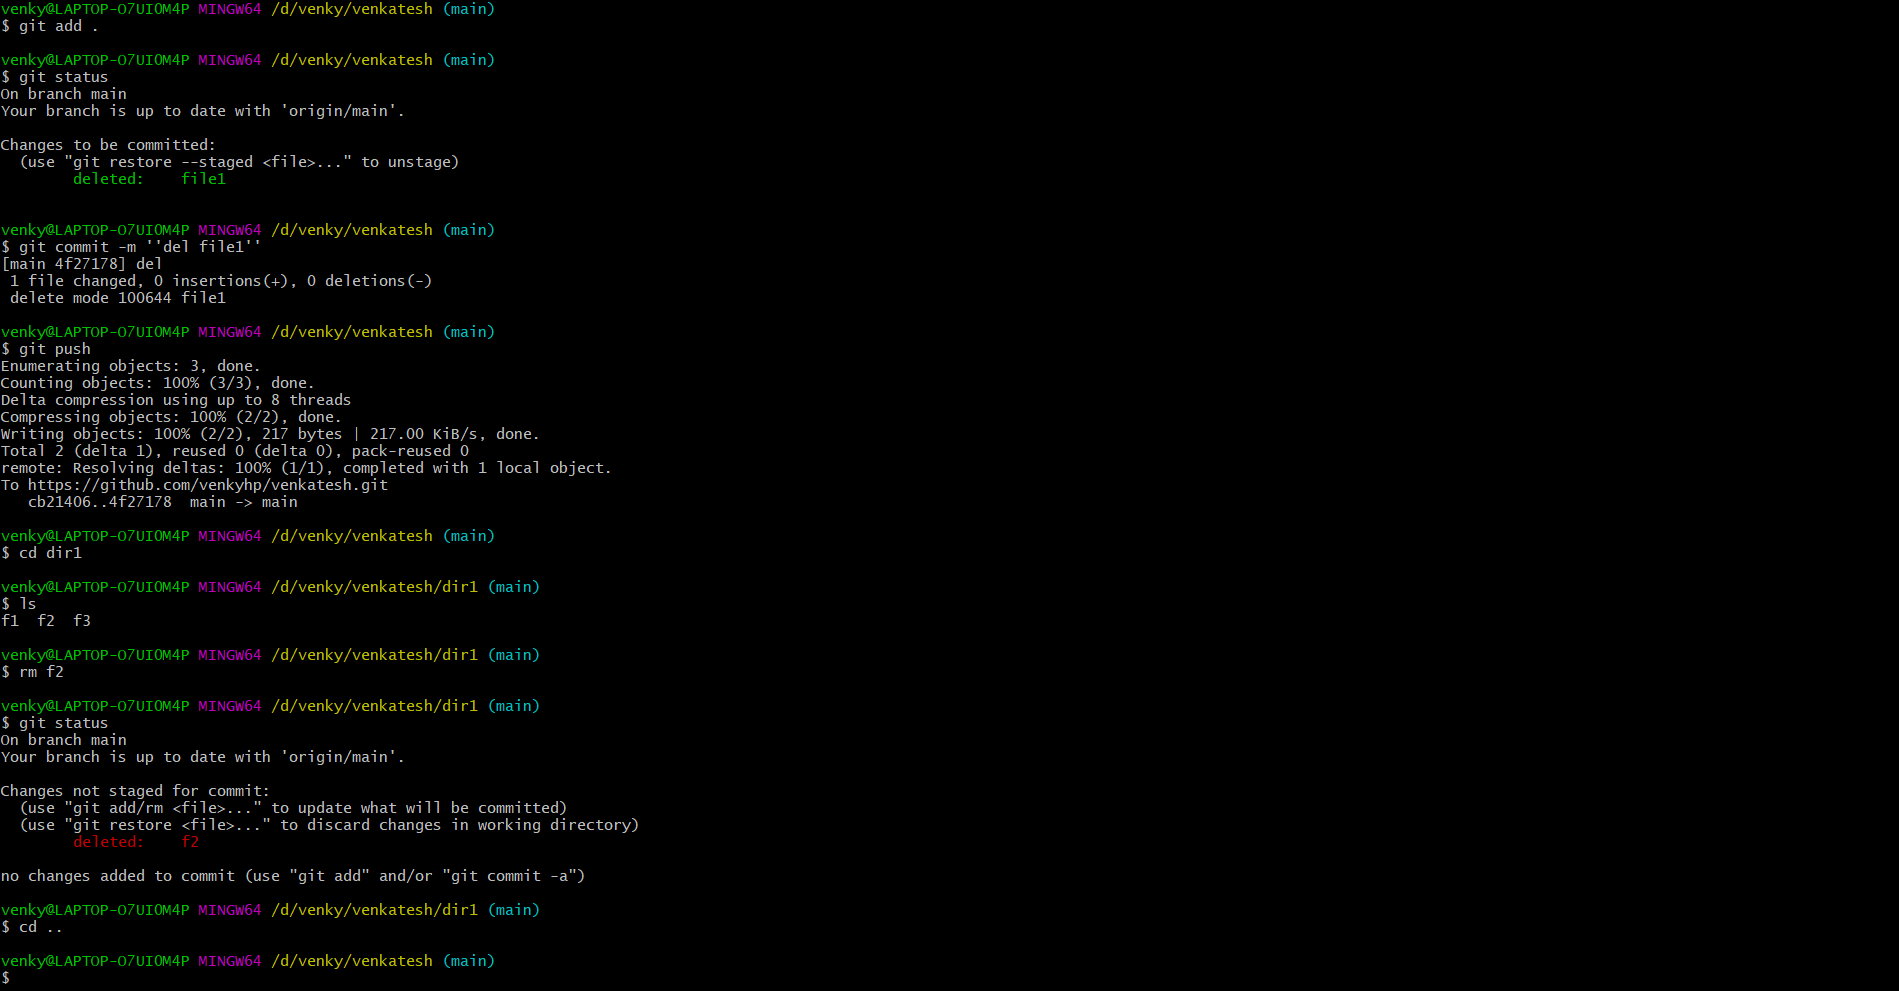 venky@LAPTOP-O7UI0M4P MINGW64 /d/venky/venkatesh (main)
$ git add .
venky@LAPTOP-O7UI0M4P MINGW64 /d/venky/venkatesh (main)
$ git status
On branch main
Your branch is up to date with 'origin/main'.
Changes to be committed:
  (use "git restore --staged <file>..." to unstage)
        deleted:    file1
venky@LAPTOP-O7UI0M4P MINGW64 /d/venky/venkatesh (main)
$ git commit -m ''del file1''
[main 4f27178] del
 1 file changed, 0 insertions(+), 0 deletions(-)
 delete mode 100644 file1
venky@LAPTOP-O7UI0M4P MINGW64 /d/venky/venkatesh (main)
$ git push
Enumerating objects: 3, done.
Counting objects: 100% (3/3), done.
Delta compression using up to 8 threads
Compressing objects: 100% (2/2), done.
Writing objects: 100% (2/2), 217 bytes | 217.00 KiB/s, done.
Total 2 (delta 1), reused 0 (delta 0), pack-reused 0
remote: Resolving deltas: 100% (1/1), completed with 1 local object.
To https://github.com/venkyhp/venkatesh.git
   cb21406..4f27178  main -> main
venky@LAPTOP-O7UI0M4P MINGW64 /d/venky/venkatesh (main)
$ cd dir1
venky@LAPTOP-O7UI0M4P MINGW64 /d/venky/venkatesh/dir1 (main)
$ ls
f1  f2  f3
venky@LAPTOP-O7UI0M4P MINGW64 /d/venky/venkatesh/dir1 (main)
$ rm f2
venky@LAPTOP-O7UI0M4P MINGW64 /d/venky/venkatesh/dir1 (main)
$ git status
On branch main
Your branch is up to date with 'origin/main'.
Changes not staged for commit:
  (use "git add/rm <file>..." to update what will be committed)
  (use "git restore <file>..." to discard changes in working directory)
        deleted:    f2
no changes added to commit (use "git add" and/or "git commit -a")
venky@LAPTOP-O7UI0M4P MINGW64 /d/venky/venkatesh/dir1 (main)
$ cd ..
venky@LAPTOP-O7UI0M4P MINGW64 /d/venky/venkatesh (main)
$